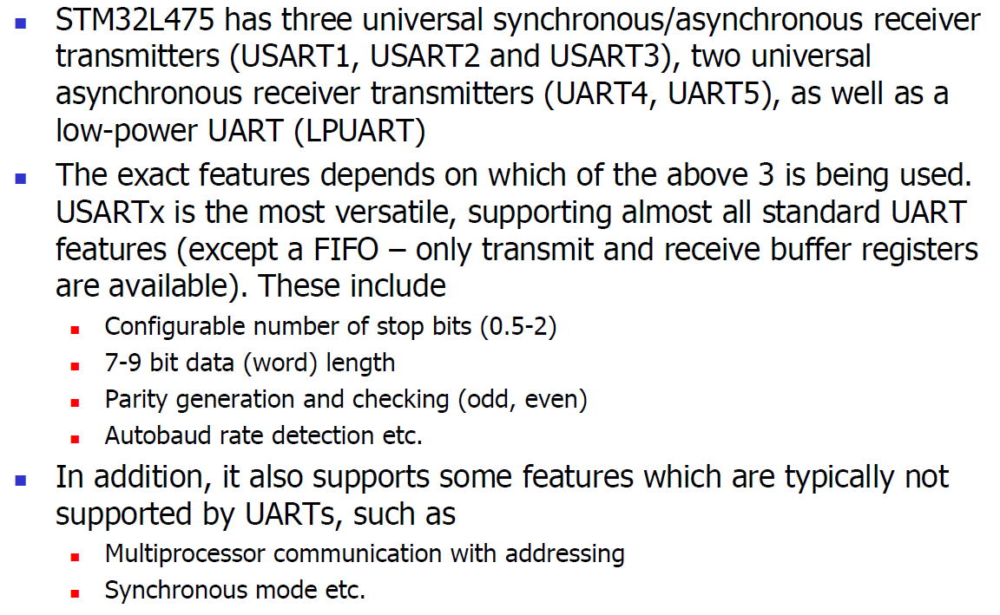 ▪ STM32L475 has three universal synchronous/asynchronous receiver
transmitters (USART1, USART2 and USART3), two universal
asynchronous receiver transmitters (UART4, UART5), as well as a
low-power UART (LPUART)
▪ The exact features depends on which of the above 3 is being used.
USARTx is the most versatile, supporting almost all standard UART
features (except a FIFO – only transmit and receive buffer registers
are available). These include
▪ Configurable number of stop bits (0.5-2)
▪ 7-9 bit data (word) length
▪ Parity generation and checking (odd, even)
▪ Autobaud rate detection etc.
▪ In addition, it also supports some features which are typically not
supported by UARTs, such as
▪ Multiprocessor communication with addressing
▪ Synchronous mode etc.